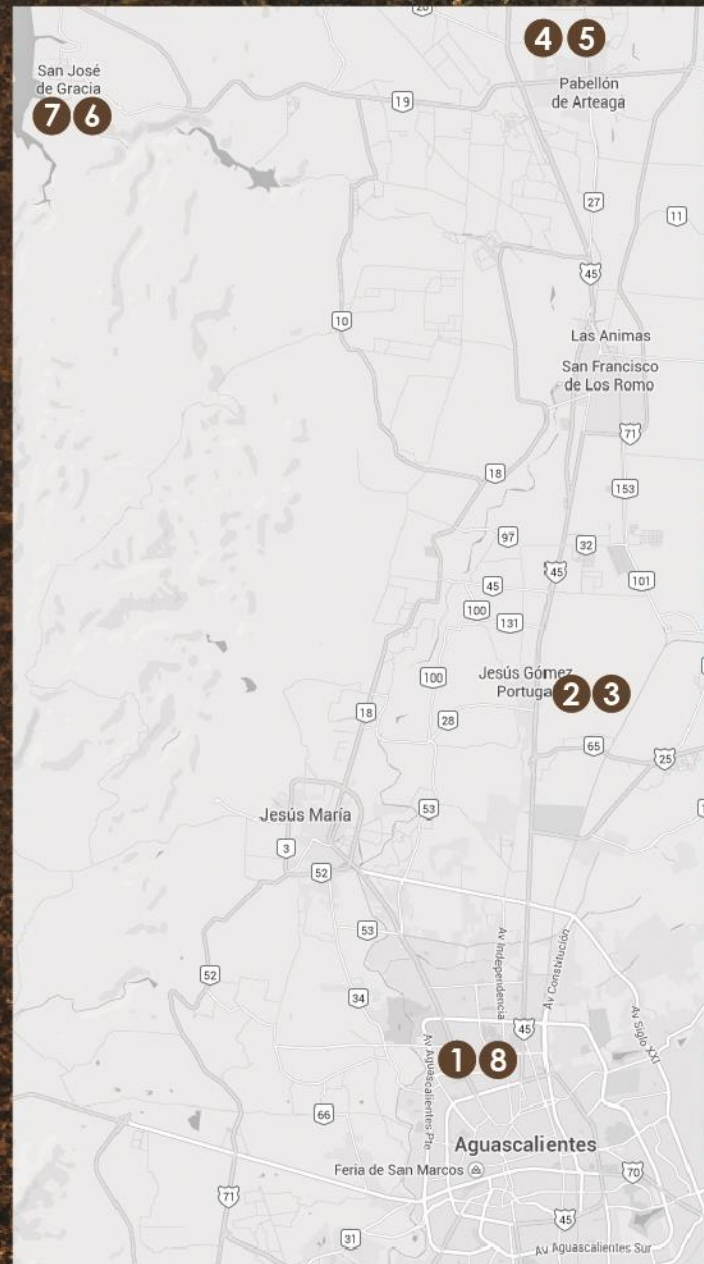 20
4 5
San José
de Gracia
7 6
Pabellón
de Arteaga
19
27
11
45
10
Las Animas
San Francisco
de Los Romo
71
18
153
97
32
45
45
101
100
131
100
Jesús Gómez
Portuga
2 3
18
28
65
25
53
Jesús María
3
52
53
Av Independencia
Av Constitución
52
34
Av Siglo XXI
45
1 8
Av Aguascalientes Pte
66
Aguascalientes
Feria de San Marcos
70
71
45
31
Av Aguascalientes Sur